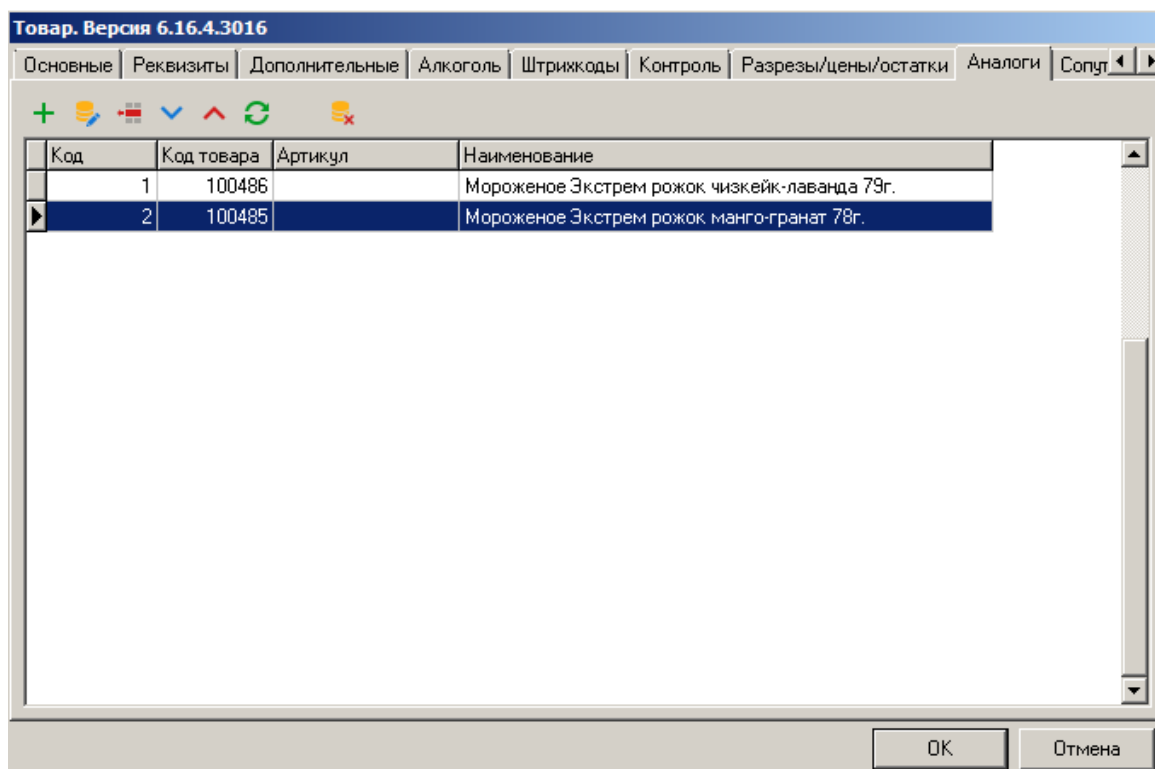 Товар. Версия 6.16.4.3016
Основные Реквизиты Дополнительные Алкоголь Штрихкоды Контроль Разрезы/цены/остатки Аналоги Сопут
Код Код товара Артикул Наименование
1 100486 Мороженое Экстрем рожок чизкейк-лаванда 79г.
2 100485 Мороженое Экстрем рожок манго-гранат 78г.
OK Отмена